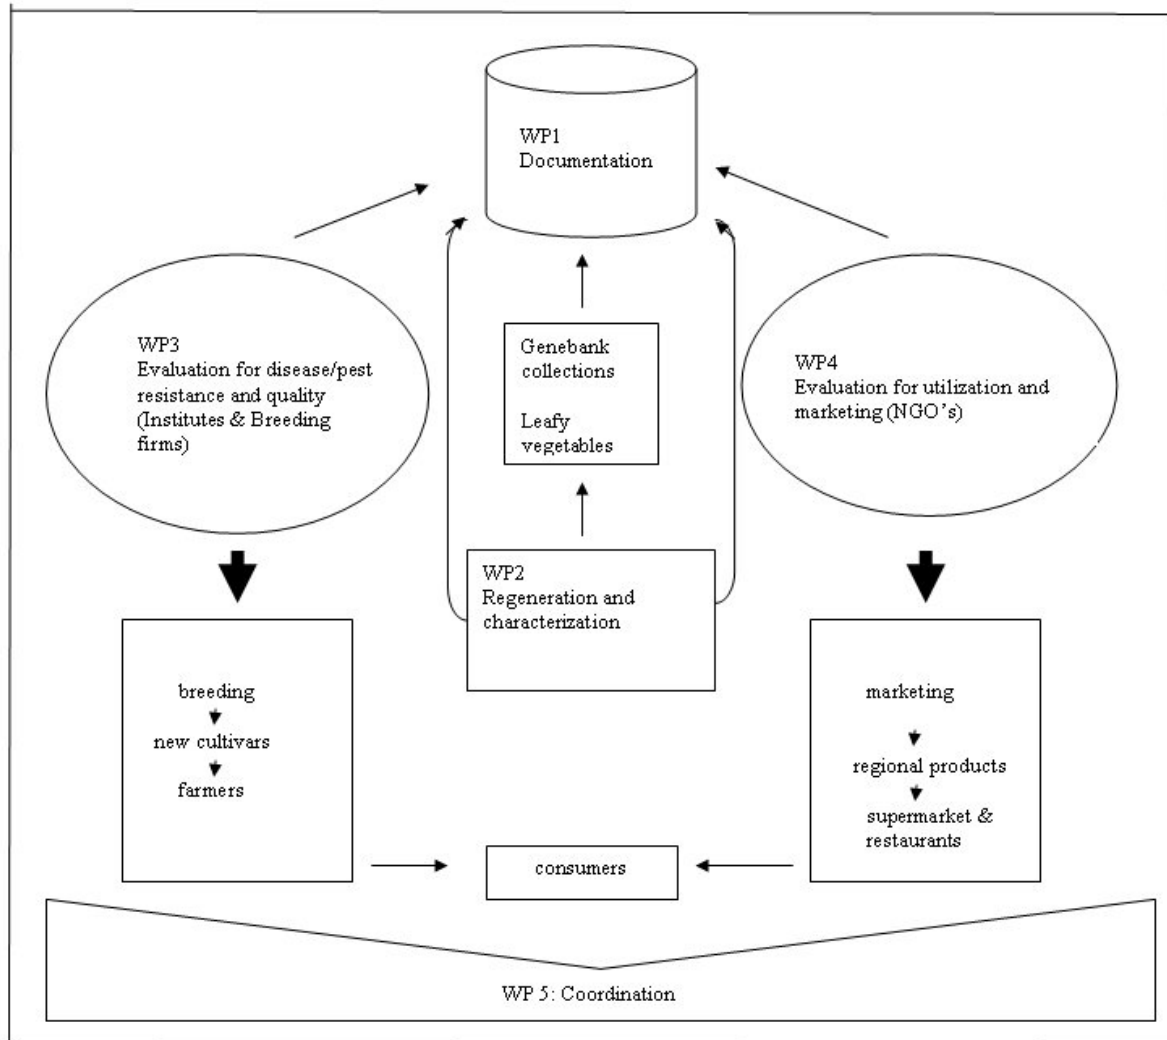 WP1
Documentation
WP3
Evaluation for disease/pest
resistance and quality
(Institutes & Breeding
firms)
Genebank
collections
Leafy
vegetables
WP4
Evaluation for utilization and
marketing (NGO's)
WP2
Regeneration and
characterization
breeding
new cultivars
farmers
marketing
regional products
supermarket &
restaurants
consumers
WP 5: Coordination